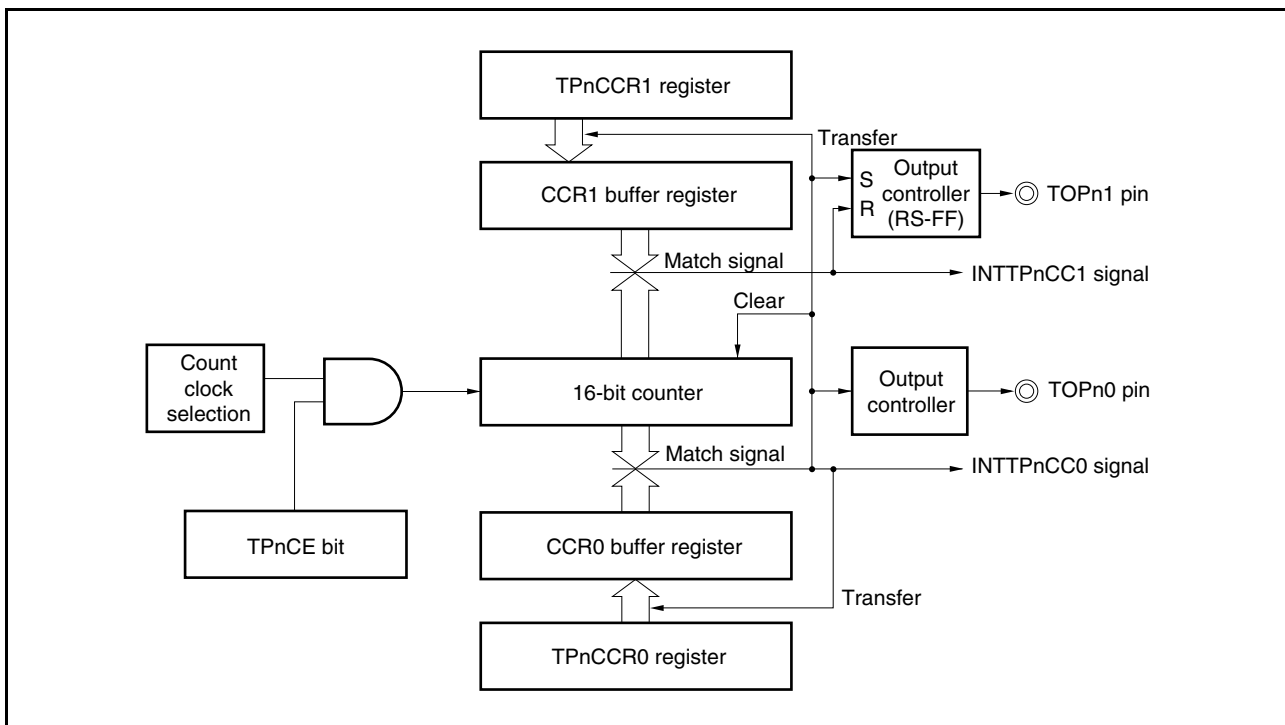 TPnCCR1 register
Transfer
CCR1 buffer register
S
R
Output
controller
(RS-FF)
TOPn1 pin
Match signal
INTTPnCC1 signal
Clear
Count
clock
selection
16-bit counter
Output
controller
TOPn0 pin
Match signal
INTTPnCC0 signal
TPnCE bit
CCR0 buffer register
Transfer
TPnCCR0 register